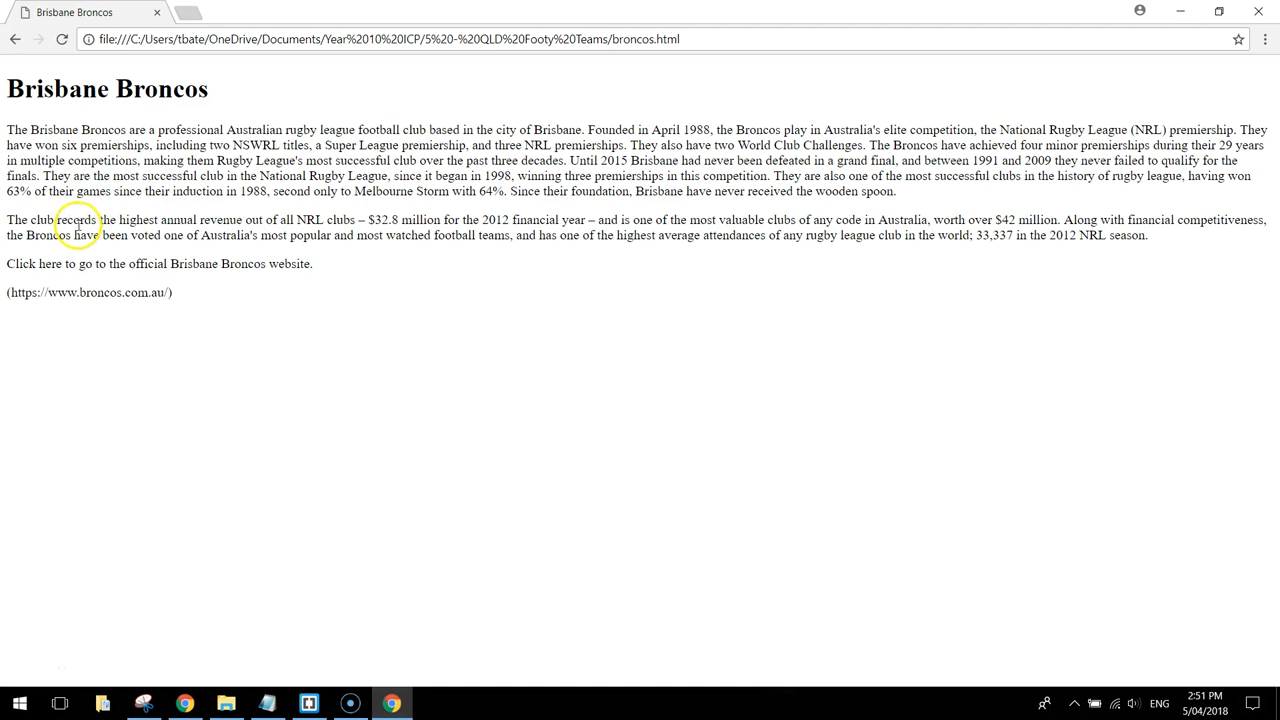 Brisbane Broncos
file:///C:/Users/tbate/OneDrive/Documents/Year%2010%20ICP/5%20-%20QLD%20Footy%20Teams/broncos.html
Brisbane Broncos
The Brisbane Broncos are a professional Australian rugby league football club based in the city of Brisbane. Founded in April 1988, the Broncos play in Australia's elite competition, the National Rugby League (NRL) premiership. They
have won six premierships, including two NSWRL titles, a Super League premiership, and three NRL premierships. They also have two World Club Challenges. The Broncos have achieved four minor premierships during their 29 years
in multiple competitions, making them Rugby League's most successful club over the past three decades. Until 2015 Brisbane had never been defeated in a grand final, and between 1991 and 2009 they never failed to qualify for the
finals. They are the most successful club in the National Rugby League, since it began in 1998, winning three premierships in this competition. They are also one of the most successful clubs in the history of rugby league, having won
63% of their games since their induction in 1988, second only to Melbourne Storm with 64%. Since their foundation, Brisbane have never received the wooden spoon.
The club records the highest annual revenue out of all NRL clubs – $32.8 million for the 2012 financial year – and is one of the most valuable clubs of any code in Australia, worth over $42 million. Along with financial competitiveness,
the Broncos have been voted one of Australia's most popular and most watched football teams, and has one of the highest average attendances of any rugby league club in the world; 33,337 in the 2012 NRL season.
Click here to go to the official Brisbane Broncos website.
(https://www.broncos.com.au/)
ENG
2:51 PM
5/04/2018